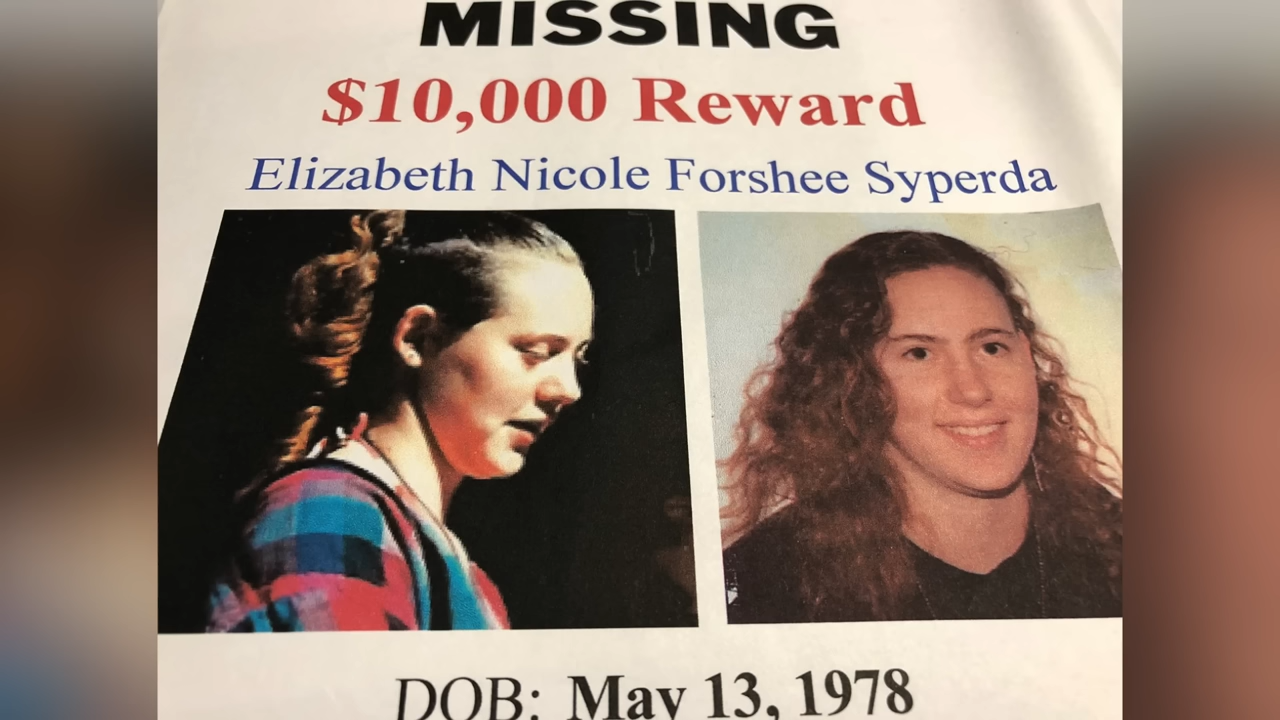 MISSING
$10,000 Reward
Elizabeth Nicole Forshee Syperda
DOB: May 13, 1978